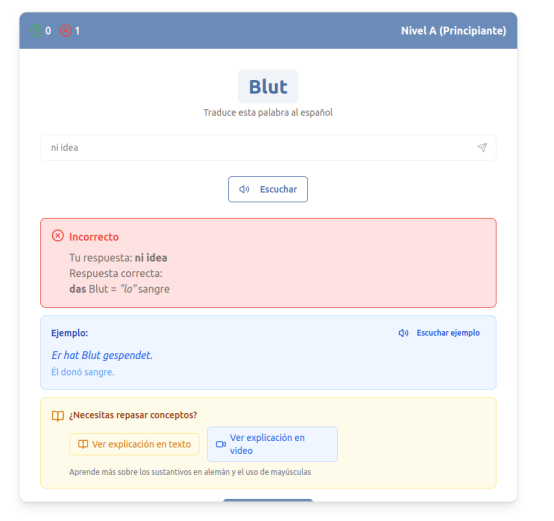 0 1 Nivel A (Principiante)
Blut
Traduce esta palabra al español
ni idea
Escuchar
Incorrecto
Tu respuesta: ni idea
Respuesta correcta:
das Blut = "lo" sangre
Ejemplo:
Escuchar ejemplo
Er hat Blut gespendet.
Él donó sangre.
¿Necesitas repasar conceptos?
Ver explicación en texto
Ver explicación en
video
Aprende más sobre los sustantivos en alemán y el uso de mayúsculas